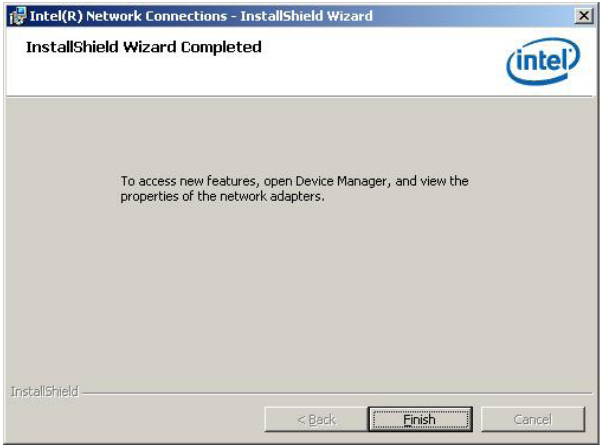 Intel(R) Network Connections - InstallShield Wizard
InstallShield Wizard Completed
intel
To access new features, open Device Manager, and view the
properties of the network adapters.
InstallShield
< Back
Finish
Cancel